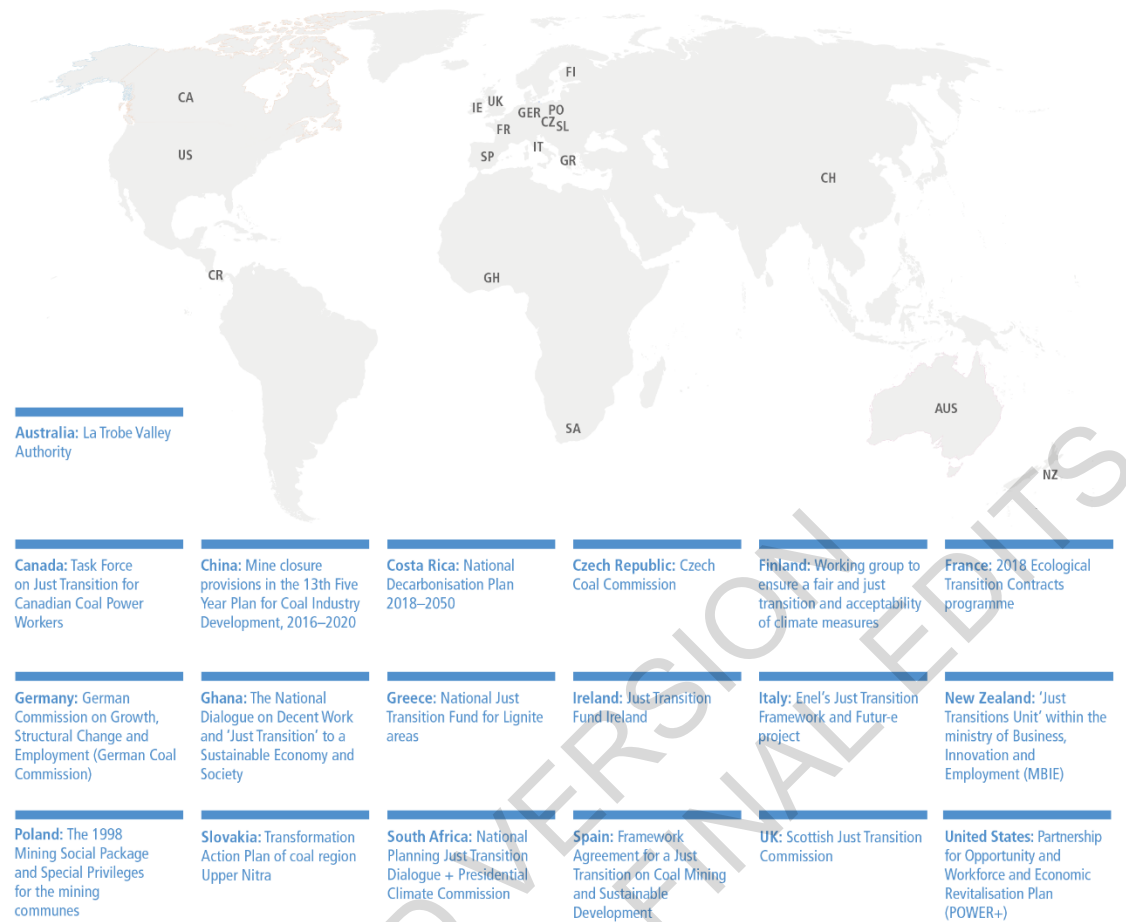 FI
CA
IE
UK
GER
PO
CZ
SL
FR
US
IT
SP
GR
CH
CR
GH
AUS
SA
NZ
Australia: La Trobe Valley
Authority
Canada: Task Force
on Just Transition for
Canadian Coal Power
Workers
China: Mine closure
provisions in the 13th Five
Year Plan for Coal Industry
Development, 2016–2020
Costa Rica: National
Decarbonisation Plan
2018–2050
Czech Republic: Czech
Coal Commission
Finland: Working group to
ensure a fair and just
transition and acceptability
of climate measures
France: 2018 Ecological
Transition Contracts
programme
Germany: German
Commission on Growth,
Structural Change and
Employment (German Coal
Commission)
Ghana: The National
Dialogue on Decent Work
and ‘Just Transition’ to a
Sustainable Economy and
Society
Greece: National Just
Transition Fund for Lignite
areas
Ireland: Just Transition
Fund Ireland
Italy: Enel’s Just Transition
Framework and Futur-e
project
New Zealand: ‘Just
Transitions Unit’ within the
ministry of Business,
Innovation and
Employment (MBIE)
Poland: The 1998
Mining Social Package
and Special Privileges
for the mining
communes
Slovakia: Transformation
Action Plan of coal region
Upper Nitra
South Africa: National
Planning Just Transition
Dialogue + Presidential
Climate Commission
Spain: Framework
Agreement for a Just
Transition on Coal Mining
and Sustainable
Development
UK: Scottish Just Transition
Commission
United States: Partnership
for Opportunity and
Workforce and Economic
Revitalisation Plan
(POWER+)
VERSION
FINAL EDITS